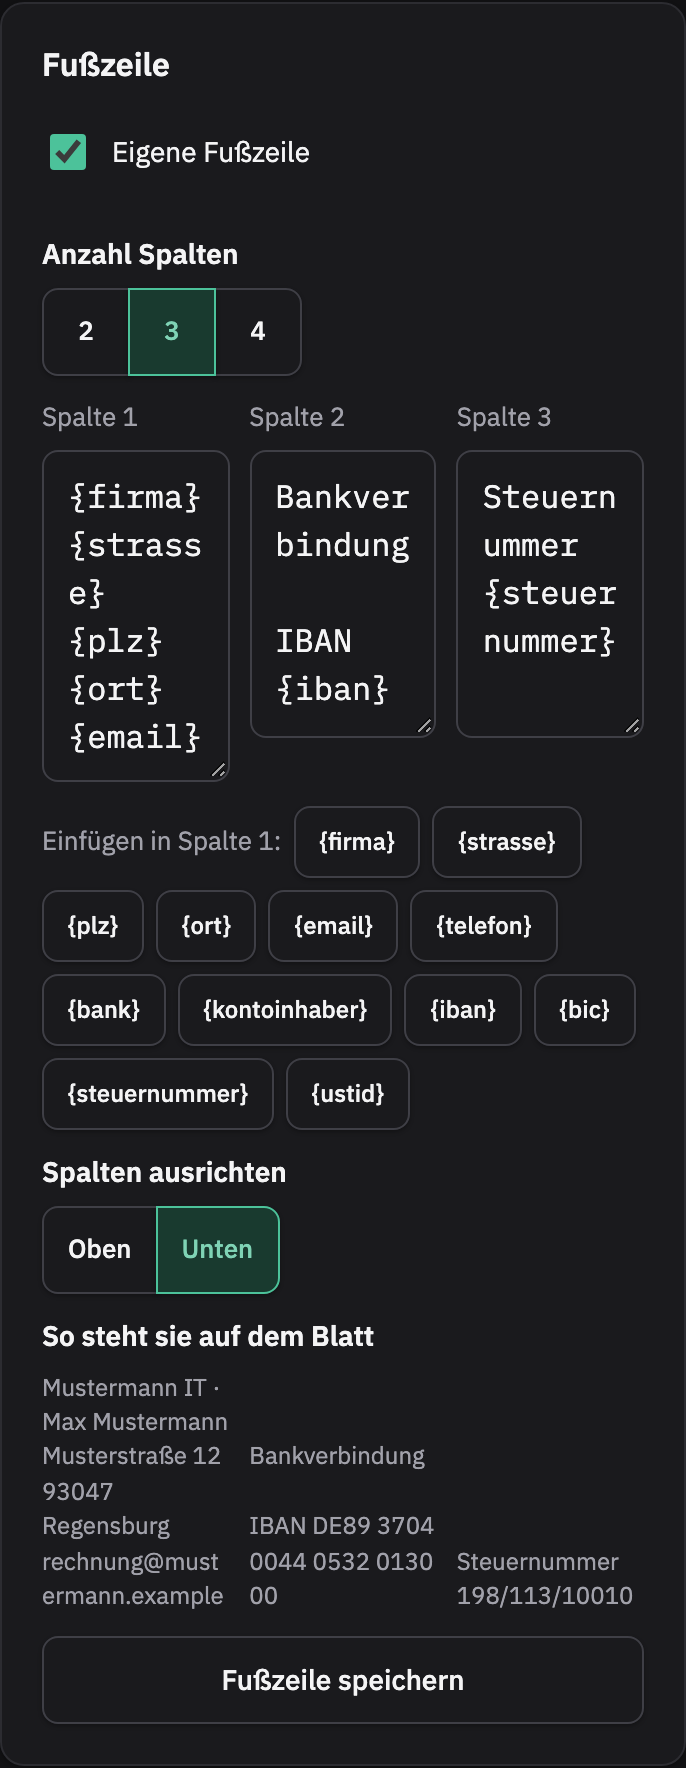 Fußzeile
Eigene Fußzeile
Anzahl Spalten
2 3 4
Spalte 1
{firma}
{strass
e}
{plz}
{ort}
{email}
Spalte 2
Bankver
bindung

IBAN
{iban}
Spalte 3
Steuern
ummer
{steuer
nummer}
Einfügen in Spalte 1: {firma} {strasse}
{plz} {ort} {email} {telefon}
{bank} {kontoinhaber} {iban} {bic}
{steuernummer} {ustid}
Spalten ausrichten
Oben Unten
So steht sie auf dem Blatt
Mustermann IT ·
Max Mustermann
Musterstraße 12
93047
Regensburg
rechnung@must
ermann.example
Bankverbindung

IBAN DE89 3704
0044 0532 0130
00
Steuernummer
198/113/10010
Fußzeile speichern